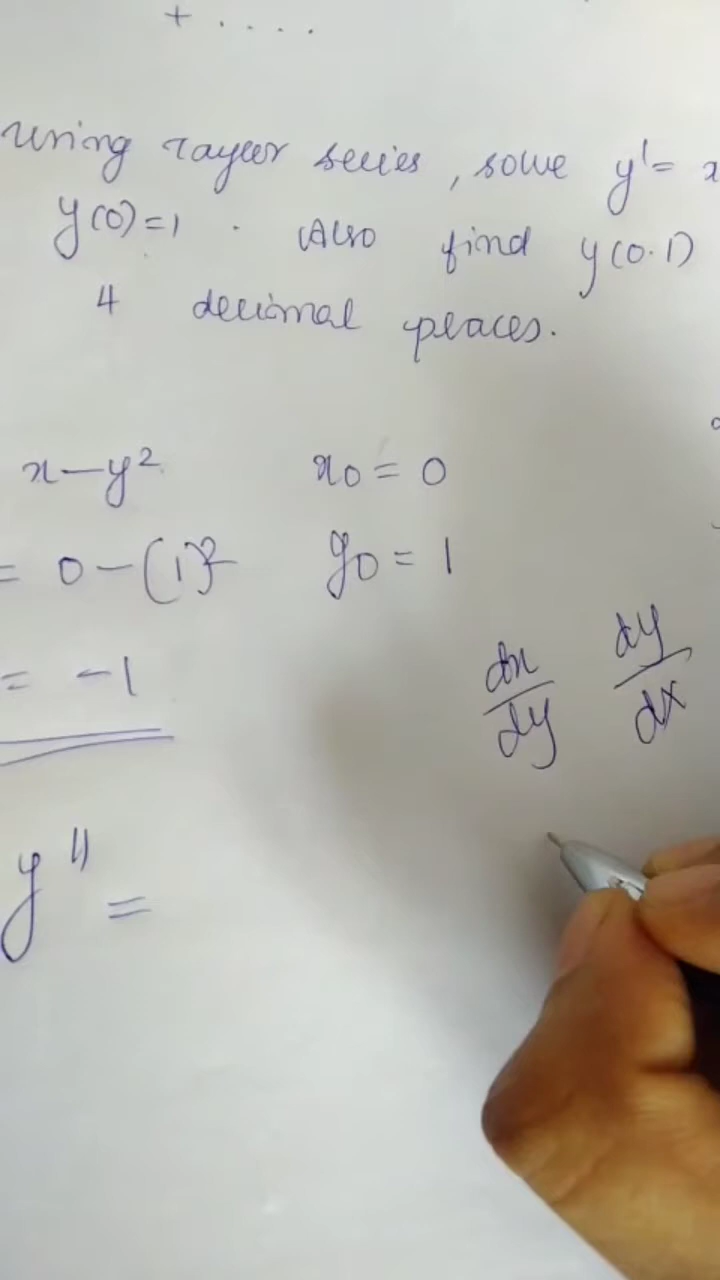 + ....
using Taylor series, solve y' = x
y(0)=1 . Also find y(0.1)
4 decimal places.
x-y² x0 = 0
= 0-(1)² y0 = 1
= -1
dx/dy dy/dx
y'' =